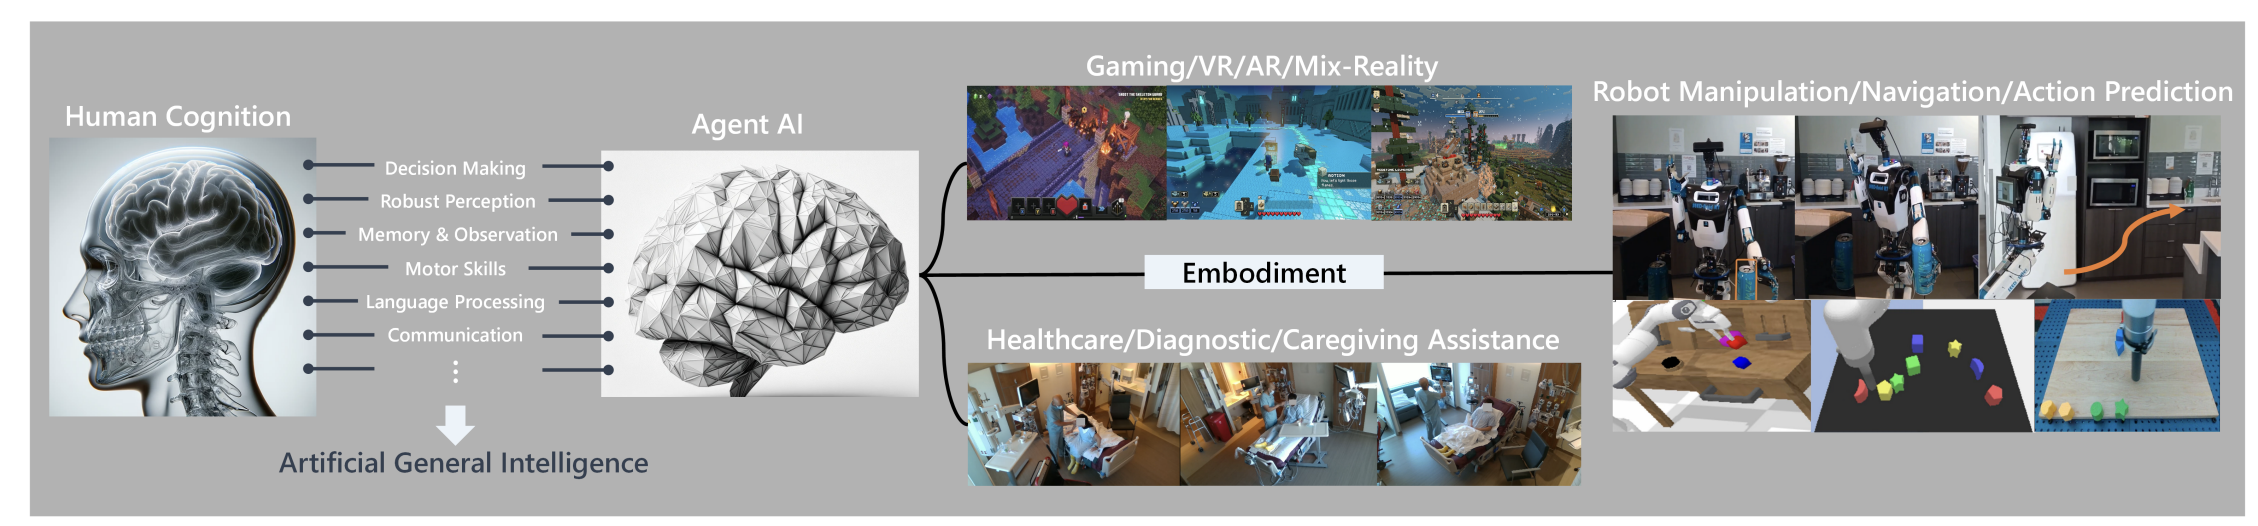 Human Cognition
Decision Making
Robust Perception
Memory & Observation
Motor Skills
Language Processing
Communication
Artificial General Intelligence
Agent AI
Gaming/VR/AR/Mix-Reality
Embodiment
Healthcare/Diagnostic/Caregiving Assistance
Robot Manipulation/Navigation/Action Prediction